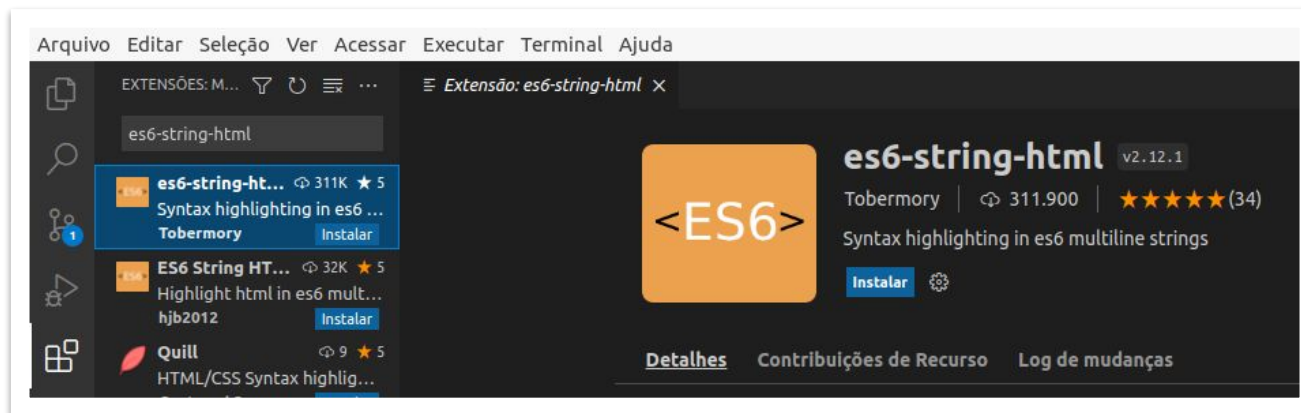 Arquivo Editar Seleção Ver Acessar Executar Terminal Ajuda
EXTENSÕES: M... ...
Extensão: es6-string-html
es6-string-html
es6-string-ht... 311K ★ 5
Syntax highlighting in es6 ...
Tobermory Instalar
ES6 String HT... 32K ★ 5
Highlight html in es6 mult...
hjb2012 Instalar
Quill 9 ★ 5
HTML/CSS Syntax highlig...
1
<ES6>
es6-string-html v2.12.1
Tobermory | 311.900 | ★★★★★(34)
Syntax highlighting in es6 multiline strings
Instalar
Detalhes Contribuições de Recurso Log de mudanças